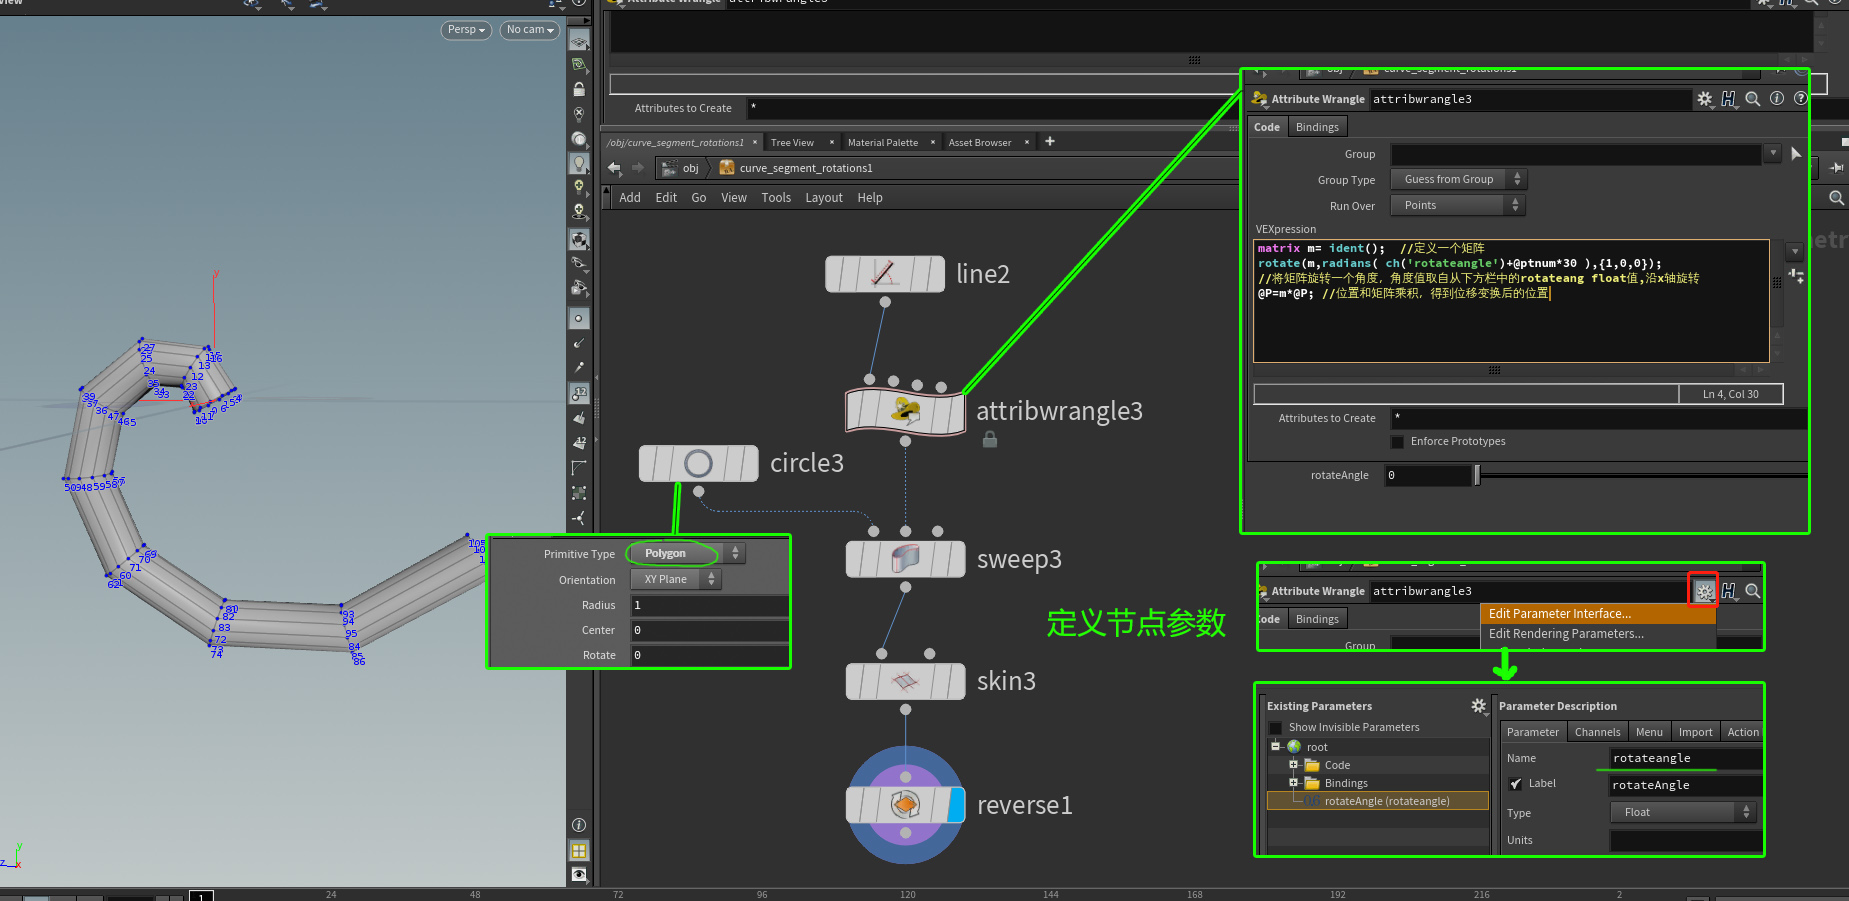 View
Persp
No cam
Attribute Wrangle attribwrangle3
Attributes to Create *
/obj/curve_segment_rotations1 × Tree View × Material Palette × Asset Browser × +
obj curve_segment_rotations1
Add Edit Go View Tools Layout Help
line2
attribwrangle3
circle3
sweep3
skin3
reverse1
Primitive Type Polygon
Orientation XY Plane
Radius 1
Center 0
Rotate 0
obj curve_segment_rotations1
Attribute Wrangle attribwrangle3
Code Bindings
Group
Group Type Guess from Group
Run Over Points
VEXpression
matrix m= ident();  //定义一个矩阵
rotate(m,radians( ch('rotateangle')+@ptnum*30 ),{1,0,0});
//将矩阵旋转一个角度，角度值取自从下方栏中的rotateang float值,沿x轴旋转
@P=m*@P; //位置和矩阵乘积，得到位移变换后的位置
Ln 4, Col 30
Attributes to Create *
Enforce Prototypes
rotateAngle 0
定义节点参数
Attribute Wrangle attribwrangle3
Code Bindings
Group
Edit Parameter Interface...
Edit Rendering Parameters...
Existing Parameters
Show Invisible Parameters
root
Code
Bindings
rotateAngle (rotateangle)
Parameter Description
Parameter Channels Menu Import Action
Name rotateangle
Label rotateAngle
Type Float
Units
y
y
z x
1 24 48 72 96 120 144 168 192 216 2